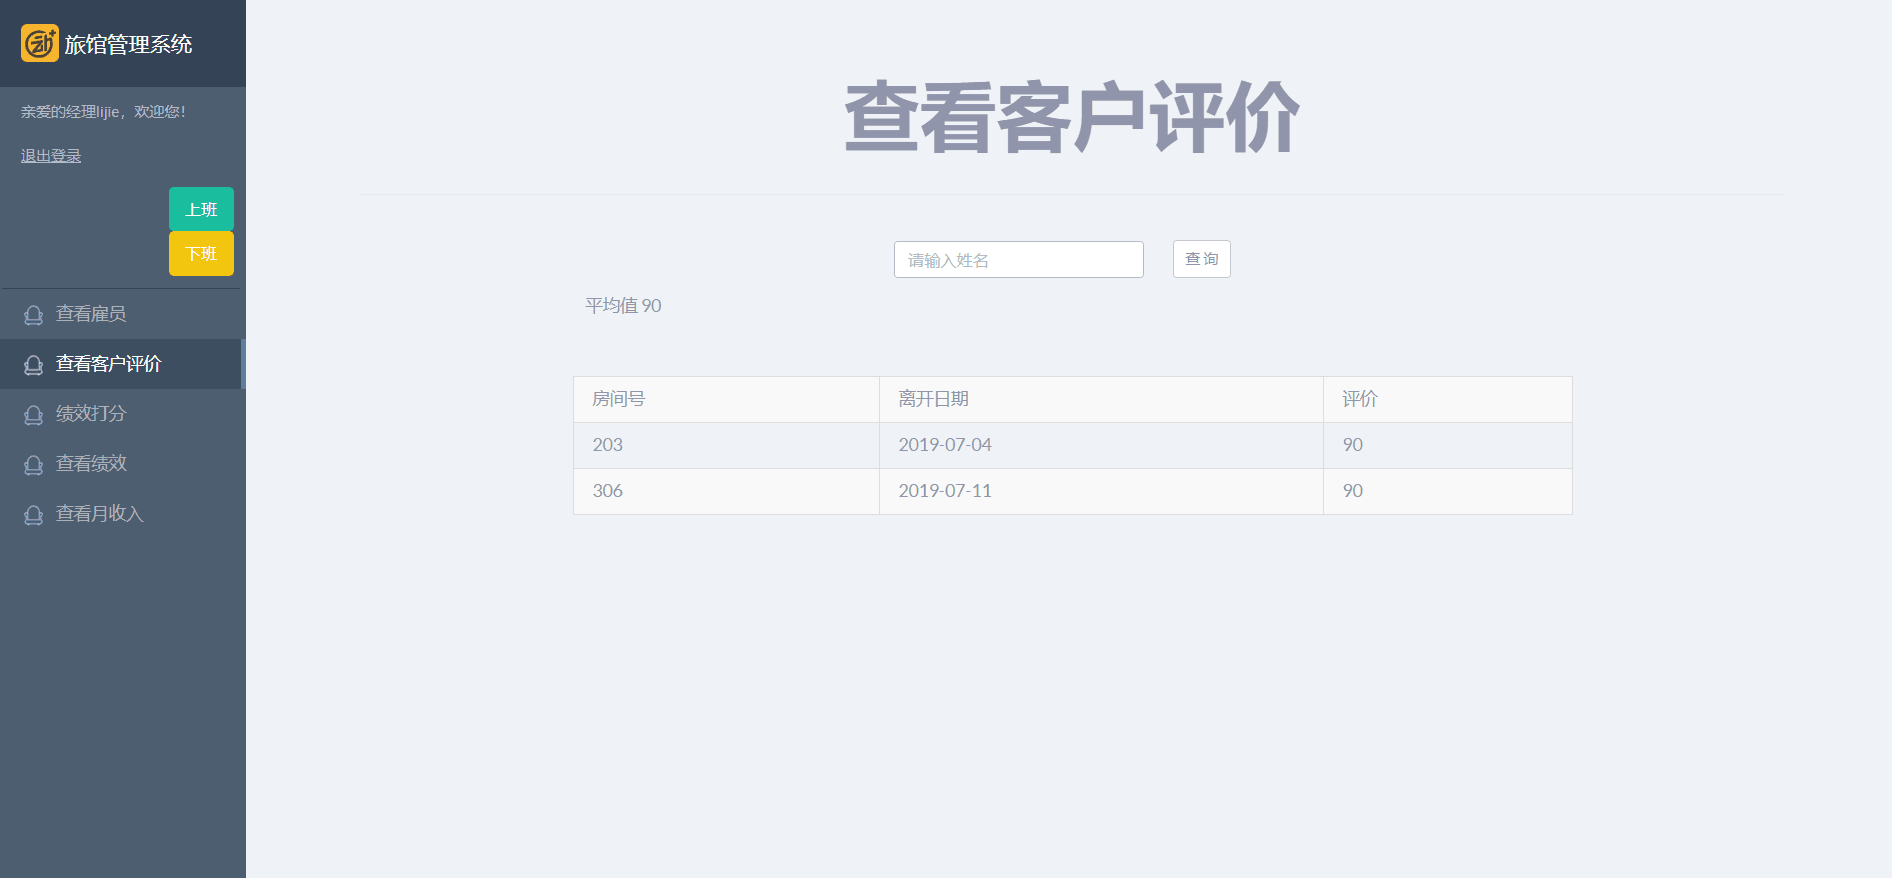 旅馆管理系统
亲爱的经理lijie，欢迎您！
退出登录
上班
下班
查看雇员
查看客户评价
绩效打分
查看绩效
查看月收入
查看客户评价
请输入姓名 查询
平均值 90
房间号 离开日期 评价
203 2019-07-04 90
306 2019-07-11 90